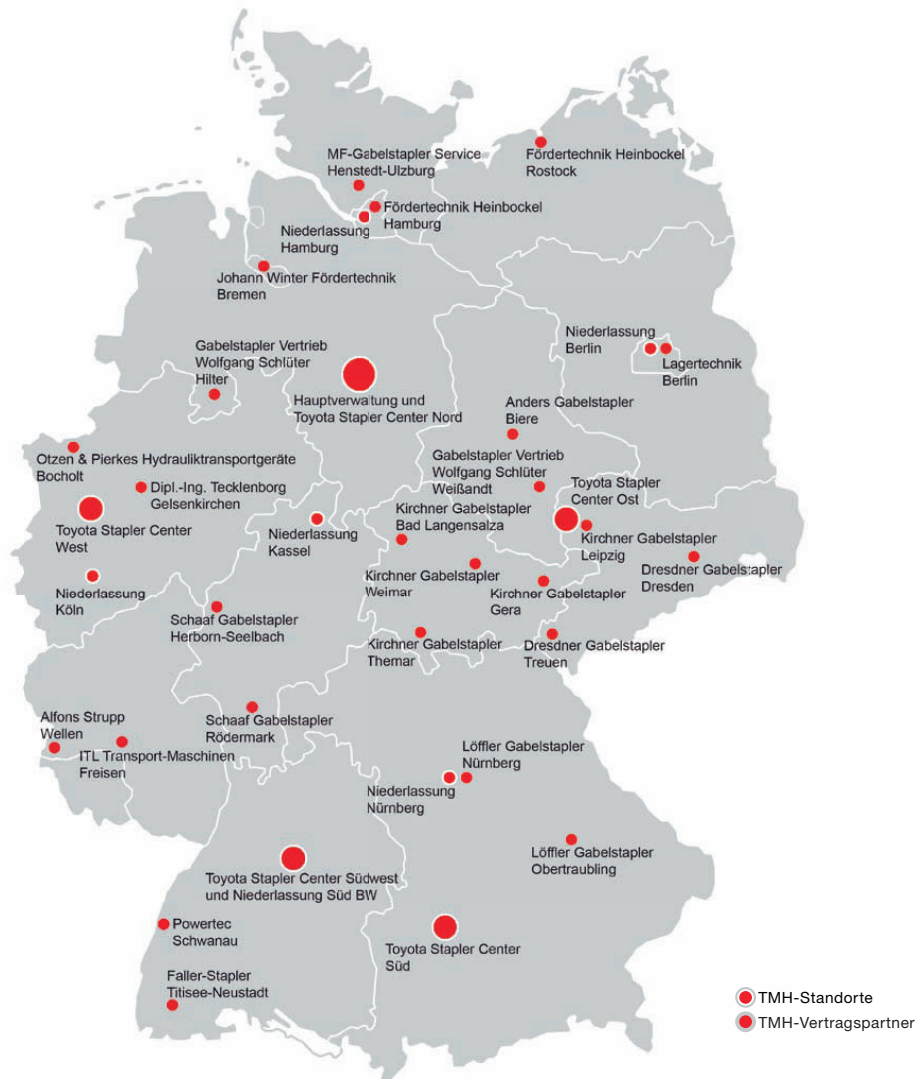 MF-Gabelstapler Service
Henstedt-Ulzburg
Fördertechnik Heinbockel
Rostock
Fördertechnik Heinbockel
Hamburg
Niederlassung
Hamburg
Johann Winter Fördertechnik
Bremen
Niederlassung
Berlin
Lagertechnik
Berlin
Gabelstapler Vertrieb
Wolfgang Schlüter
Hilter
Hauptverwaltung und
Toyota Stapler Center Nord
Anders Gabelstapler
Biere
Otzen & Pierkes Hydrauliktransportgeräte
Bocholt
Gabelstapler Vertrieb
Wolfgang Schlüter
Weißandt
Dipl.-Ing. Tecklenborg
Gelsenkirchen
Toyota Stapler
Center Ost
Kirchner Gabelstapler
Bad Langensalza
Toyota Stapler Center
West
Niederlassung
Kassel
Kirchner Gabelstapler
Leipzig
Dresdner Gabelstapler
Dresden
Kirchner Gabelstapler
Weimar
Kirchner Gabelstapler
Gera
Niederlassung
Köln
Schaaf Gabelstapler
Herborn-Seelbach
Kirchner Gabelstapler
Themar
Dresdner Gabelstapler
Treuen
Alfons Strupp
Wellen
Schaaf Gabelstapler
Rödermark
ITL Transport-Maschinen
Freisen
Löffler Gabelstapler
Nürnberg
Niederlassung
Nürnberg
Löffler Gabelstapler
Obertraubling
Toyota Stapler Center Südwest
und Niederlassung Süd BW
Powertec
Schwanau
Toyota Stapler Center
Süd
Faller-Stapler
Titisee-Neustadt
TMH-Standorte
TMH-Vertragspartner